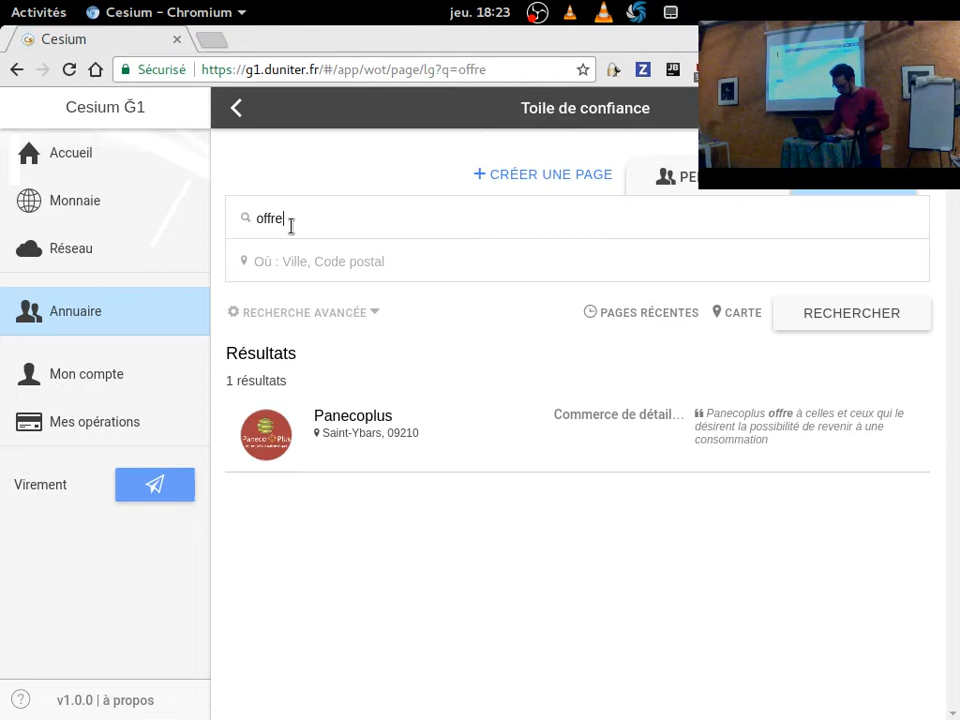 Activités
Cesium – Chromium
jeu. 18:23
Cesium
Sécurisé
https://g1.duniter.fr/#/app/wot/page/lg?q=offre
Z
JB
Cesium Ğ1
Toile de confiance
Accueil
Monnaie
Réseau
Annuaire
Mon compte
Mes opérations
Virement
v1.0.0 | à propos
+ CRÉER UNE PAGE
offre
Où : Ville, Code postal
RECHERCHE AVANCÉE
PAGES RÉCENTES
CARTE
RECHERCHER
Résultats
1 résultats
Panecoplus
Saint-Ybars, 09210
Commerce de détail...
Panecoplus offre à celles et ceux qui le
désirent la possibilité de revenir à une
consommation